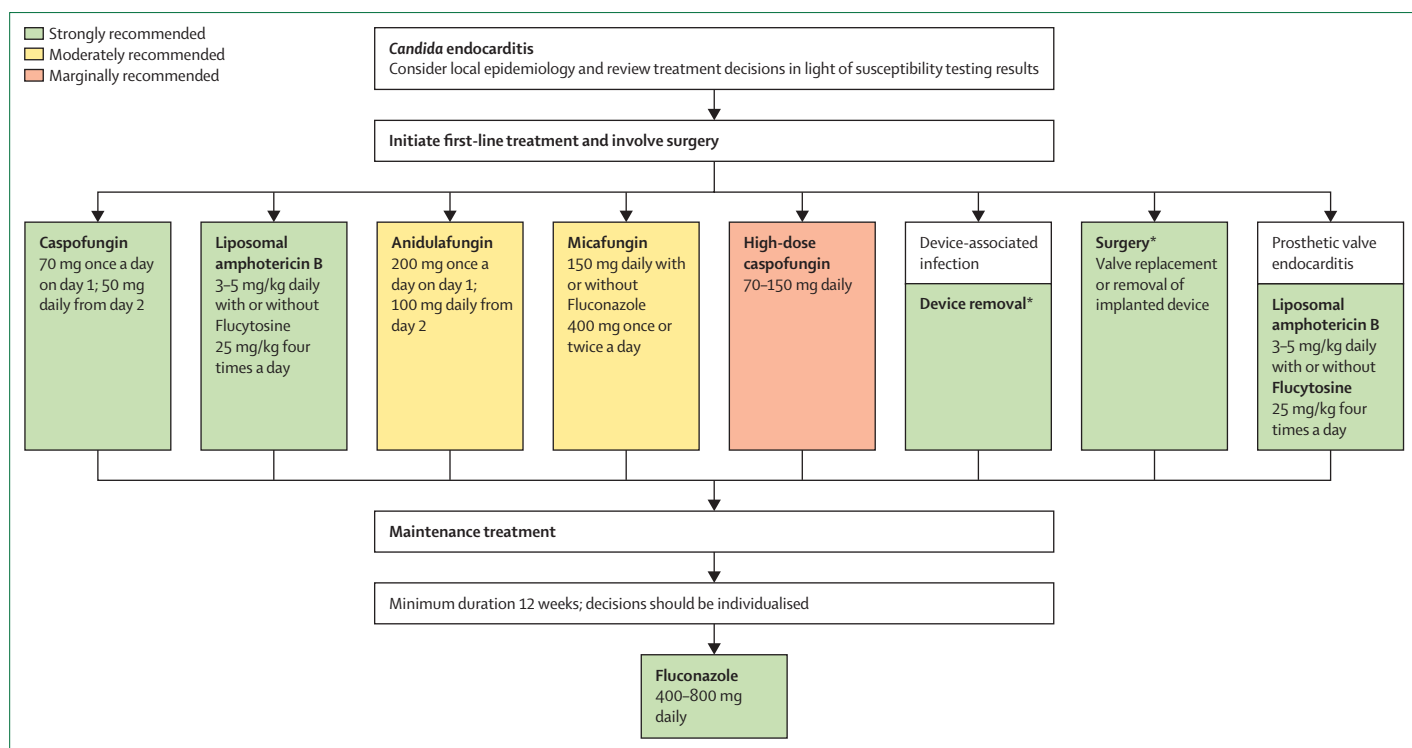 Strongly recommended
Moderately recommended
Marginally recommended
Candida endocarditis
Consider local epidemiology and review treatment decisions in light of susceptibility testing results
Initiate first-line treatment and involve surgery
Caspofungin
70 mg once a day
on day 1; 50 mg
daily from day 2
Liposomal
amphotericin B
3–5 mg/kg daily
with or without
Flucytosine
25 mg/kg four
times a day
Anidulafungin
200 mg once a
day on day 1;
100 mg daily from
day 2
Micafungin
150 mg daily with
or without
Fluconazole
400 mg once or
twice a day
High-dose
caspofungin
70–150 mg daily
Device-associated
infection
Device removal*
Surgery*
Valve replacement
or removal of
implanted device
Prosthetic valve
endocarditis
Liposomal
amphotericin B
3–5 mg/kg daily
with or without
Flucytosine
25 mg/kg four
times a day
Maintenance treatment
Minimum duration 12 weeks; decisions should be individualised
Fluconazole
400–800 mg
daily